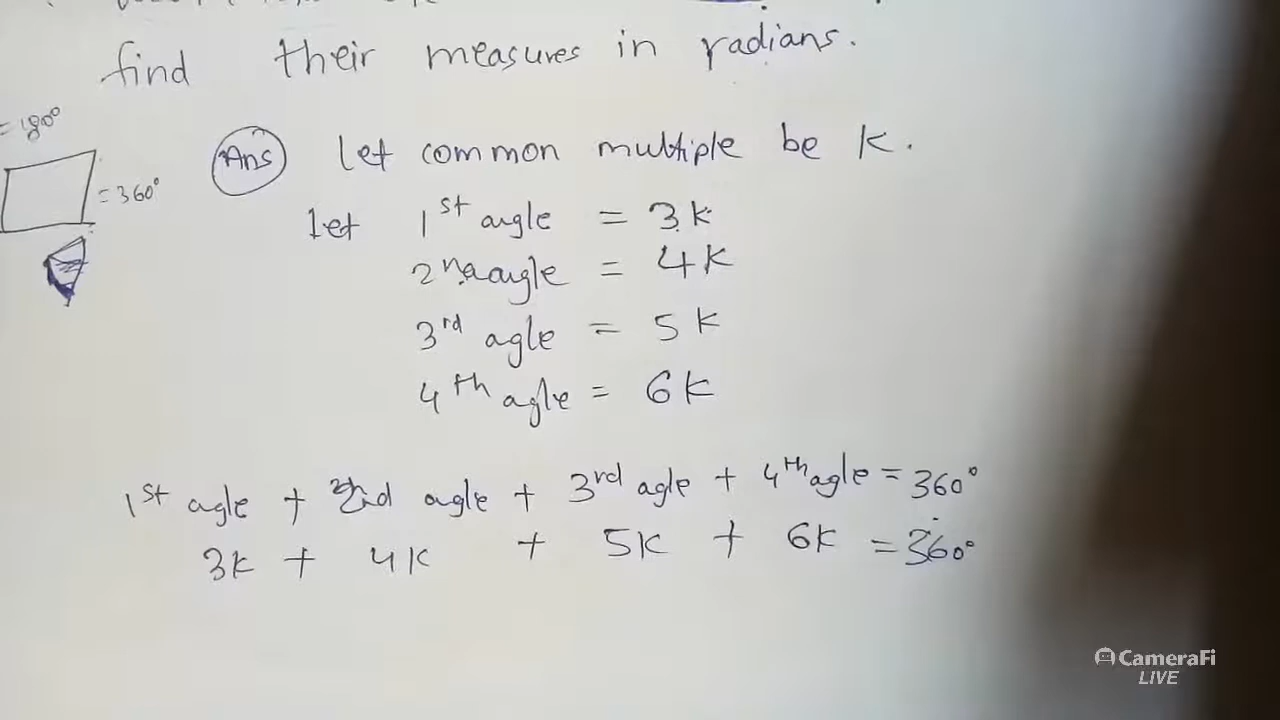 find their measures in radians.
= 180°
= 360°
Ans Let common multiple be k.
Let 1st angle = 3k
2nd angle = 4k
3rd agle = 5k
4th agle = 6k
1st agle + 2nd agle + 3rd agle + 4th agle = 360°
3k + 4k + 5k + 6k = 360°
CameraFi
LIVE